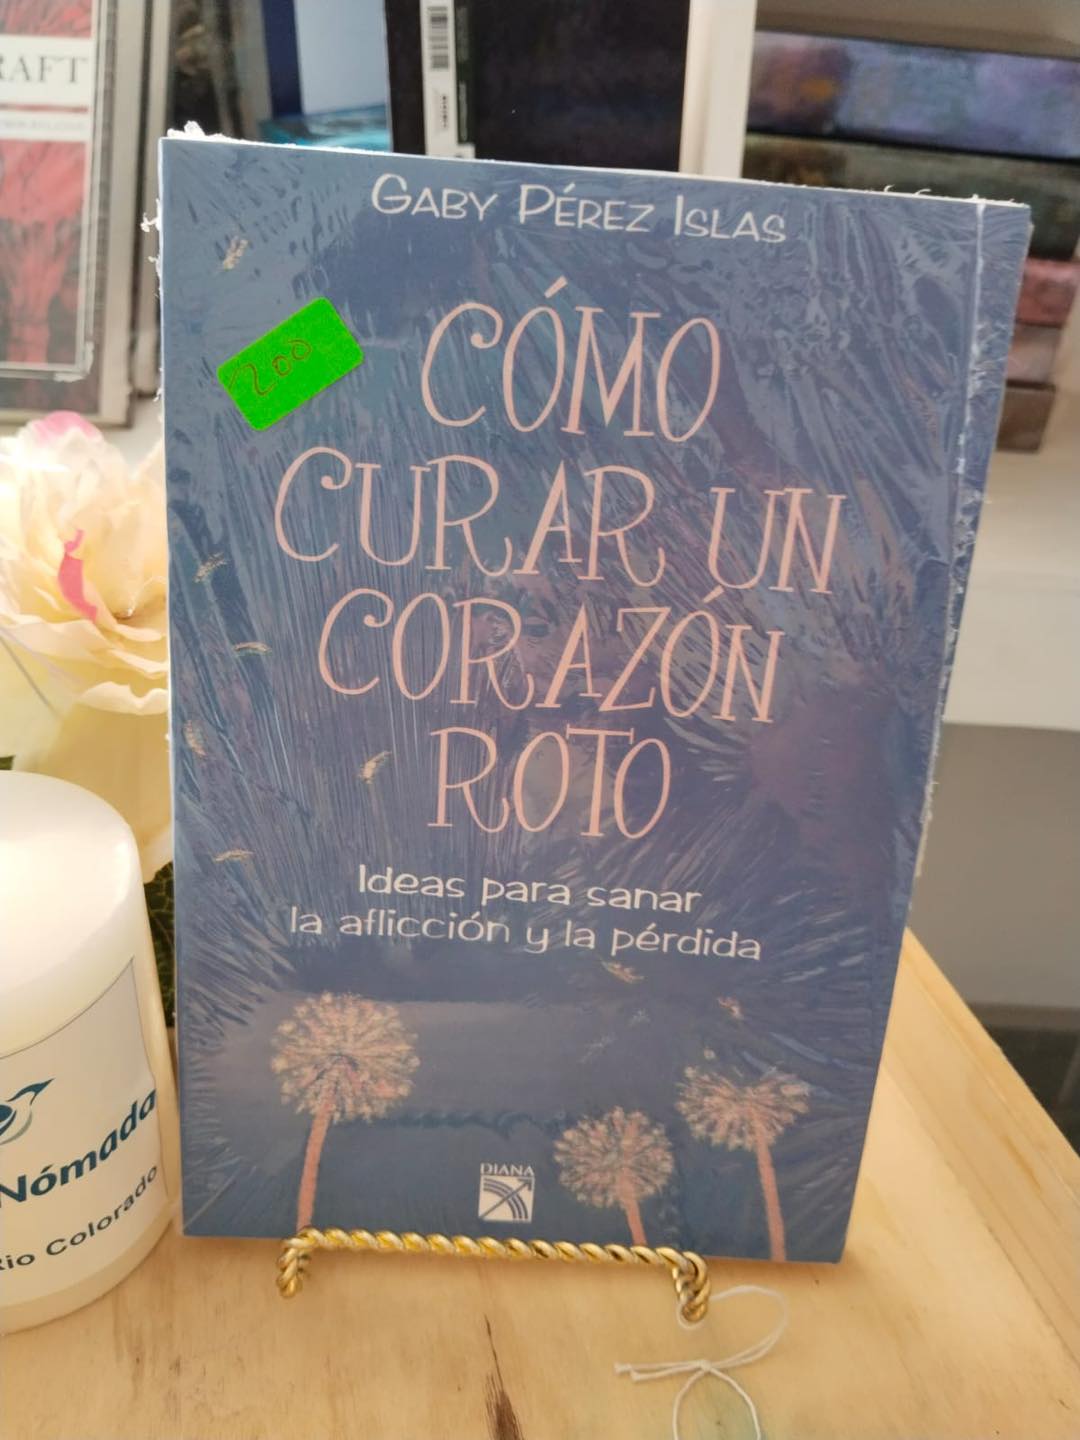 RAFT
GABY PÉREZ ISLAS
200
CÓMO
CURAR UN
CORAZÓN
ROTO
Ideas para sanar
la aflicción y la pérdida
DIANA
Nómada
Rio Colorado